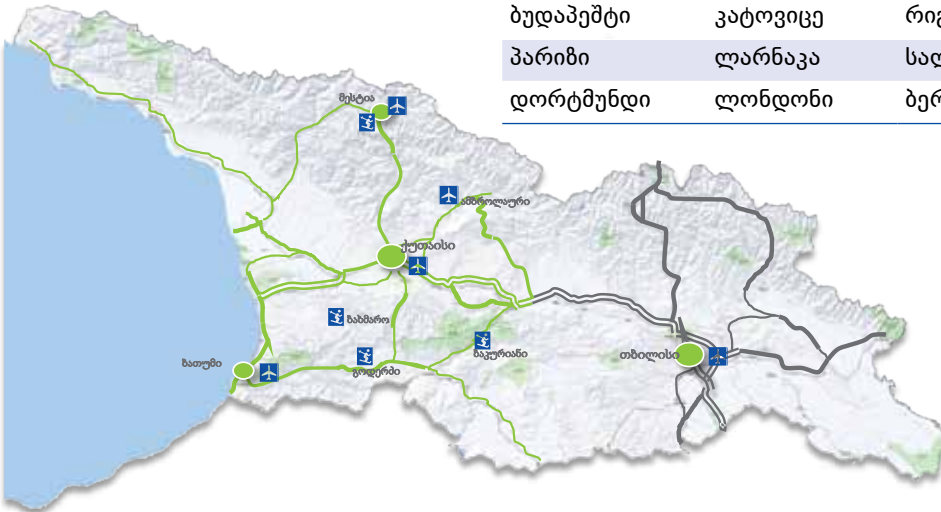 ბუდაპეშტი კატოვიცე
პარიზი ლარნაკა
დორტმუნდი ლონდონი
მესტია
ამბროლაური
ქუთაისი
ბახმარო
ბაკურიანი
თბილისი
ბათუმი
გოდერძი